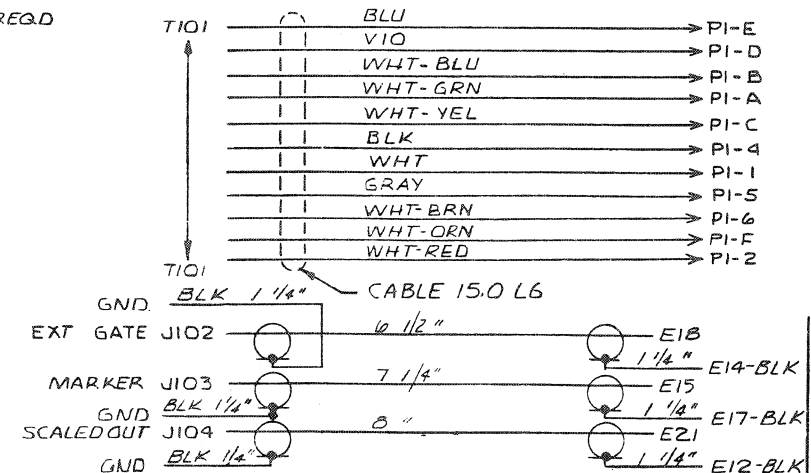 REQD
T101 BLU P1-E
VIO P1-D
WHT-BLU P1-B
WHT-GRN P1-A
WHT-YEL P1-C
BLK P1-4
WHT P1-1
GRAY P1-5
WHT-BRN P1-6
WHT-ORN P1-F
WHT-RED P1-2
T101
CABLE 15.0 LG
GND. BLK 1 1/4"
EXT GATE J102 6 1/2" E18
1 1/4" E14-BLK
MARKER J103 7 1/4" E15
GND BLK 1 1/4" 1 1/4" E17-BLK
SCALED OUT J104 8" E21
GND BLK 1 1/4" 1 1/4" E12-BLK